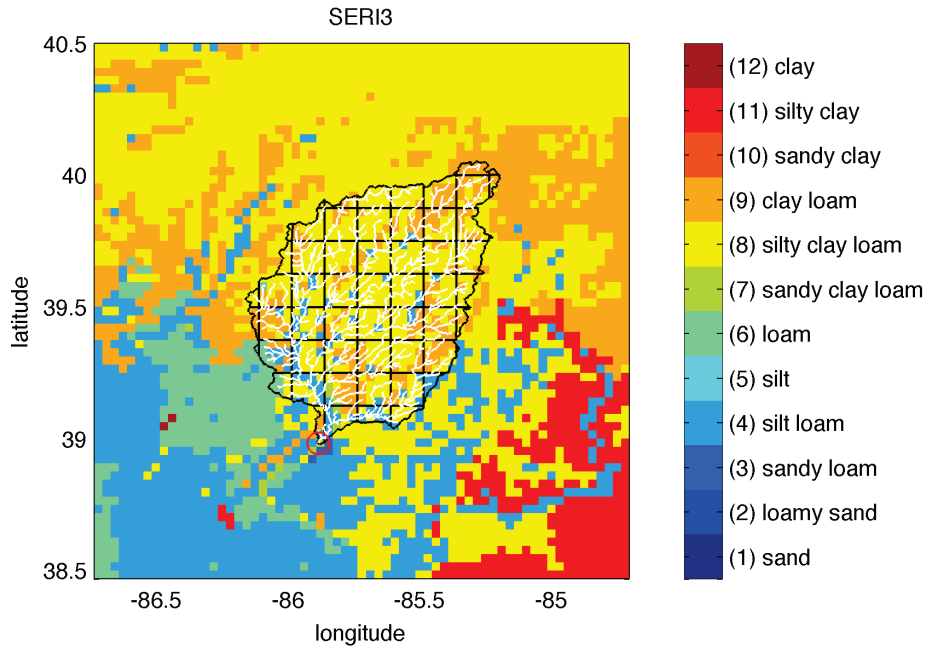 SERI3
40.5
40
39.5
39
38.5
latitude
-86.5
-86
-85.5
-85
longitude
(12) clay
(11) silty clay
(10) sandy clay
(9) clay loam
(8) silty clay loam
(7) sandy clay loam
(6) loam
(5) silt
(4) silt loam
(3) sandy loam
(2) loamy sand
(1) sand